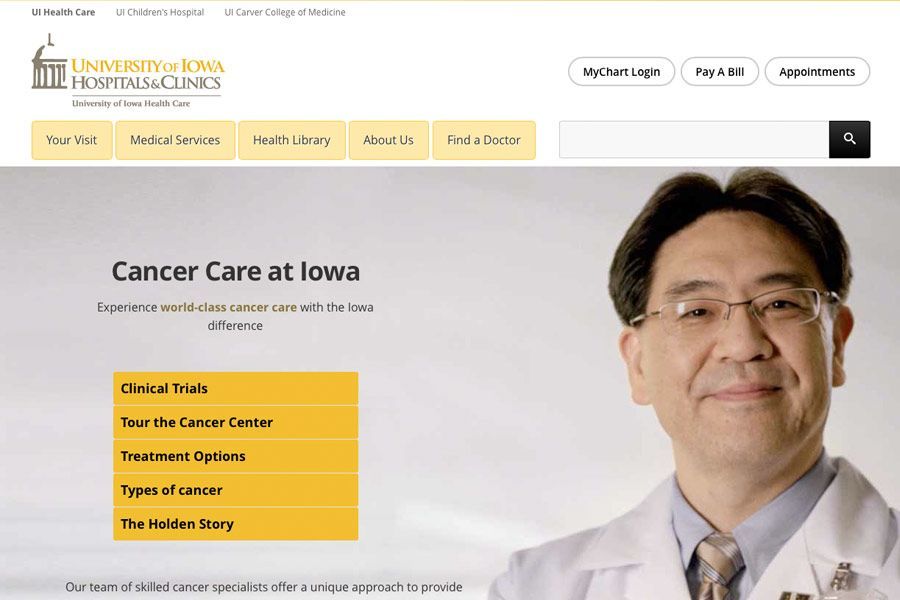 UI Health Care UI Children's Hospital UI Carver College of Medicine
UNIVERSITY OF IOWA
HOSPITALS & CLINICS
University of Iowa Health Care
MyChart Login Pay A Bill Appointments
Your Visit Medical Services Health Library About Us Find a Doctor
Cancer Care at Iowa
Experience world-class cancer care with the Iowa
difference
Clinical Trials
Tour the Cancer Center
Treatment Options
Types of cancer
The Holden Story
Our team of skilled cancer specialists offer a unique approach to provide